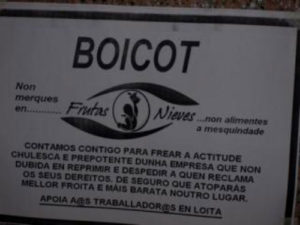 BOICOT
Non merques en............
Frutas Nieves
...non alimentes a mesquindade
CONTAMOS CONTIGO PARA FREAR A ACTITUDE
CHULESCA E PREPOTENTE DUNHA EMPRESA QUE NON
DUBIDA EN REPRIMIR E DESPEDIR A QUEN RECLAMA
OS SEUS DEREITOS. DE SEGURO QUE ATOPARÁS
MELLOR FROITA E MÁIS BARATA NOUTRO LUGAR.
APOIA A@S TRABALLADOR@S EN LOITA